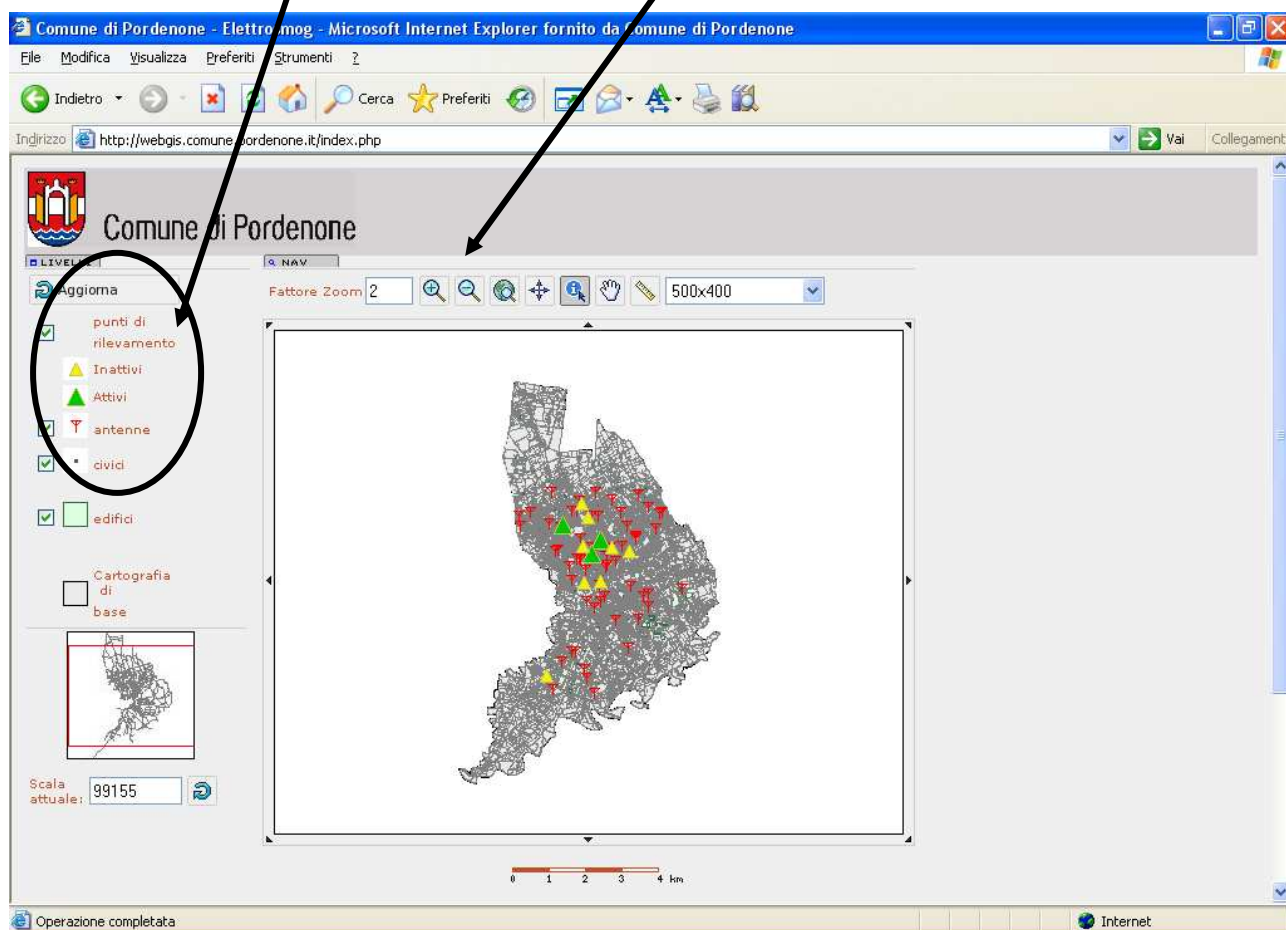 Comune di Pordenone - Elettrosmog - Microsoft Internet Explorer fornito da Comune di Pordenone
File Modifica Visualizza Preferiti Strumenti ?
Indietro Cerca Preferiti
Indirizzo http://webgis.comune.pordenone.it/index.php Vai Collegament
Comune di Pordenone
LIVELLI NAV
Aggiorna
Fattore Zoom 2 500x400
punti di
rilevamento
Inattivi
Attivi
antenne
civici
edifici
Cartografia
di
base
Scala
attuale: 99155
0 1 2 3 4 km
Operazione completata Internet